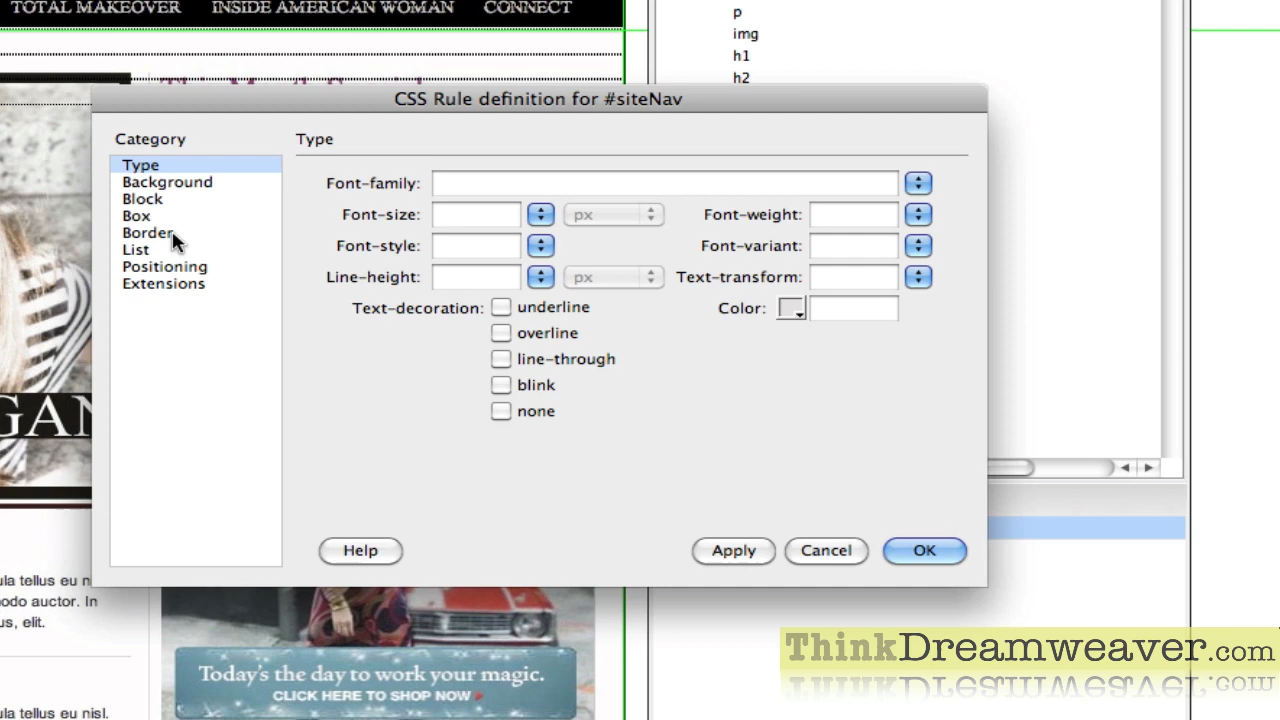 TOTAL MAKEOVER INSIDE AMERICAN WOMAN CONNECT
p
img
h1
h2
CSS Rule definition for #siteNav
Category
Type
Background
Block
Box
Border
List
Positioning
Extensions
Type
Font-family:
Font-size: px Font-weight:
Font-style: Font-variant:
Line-height: px Text-transform:
Text-decoration: underline Color:
overline
line-through
blink
none
Help Apply Cancel OK
GAN
ula tellus eu n
modo auctor. In
us, elit.
ula tellus eu nisl.
Today's the day to work your magic.
CLICK HERE TO SHOP NOW
ThinkDreamweaver.com